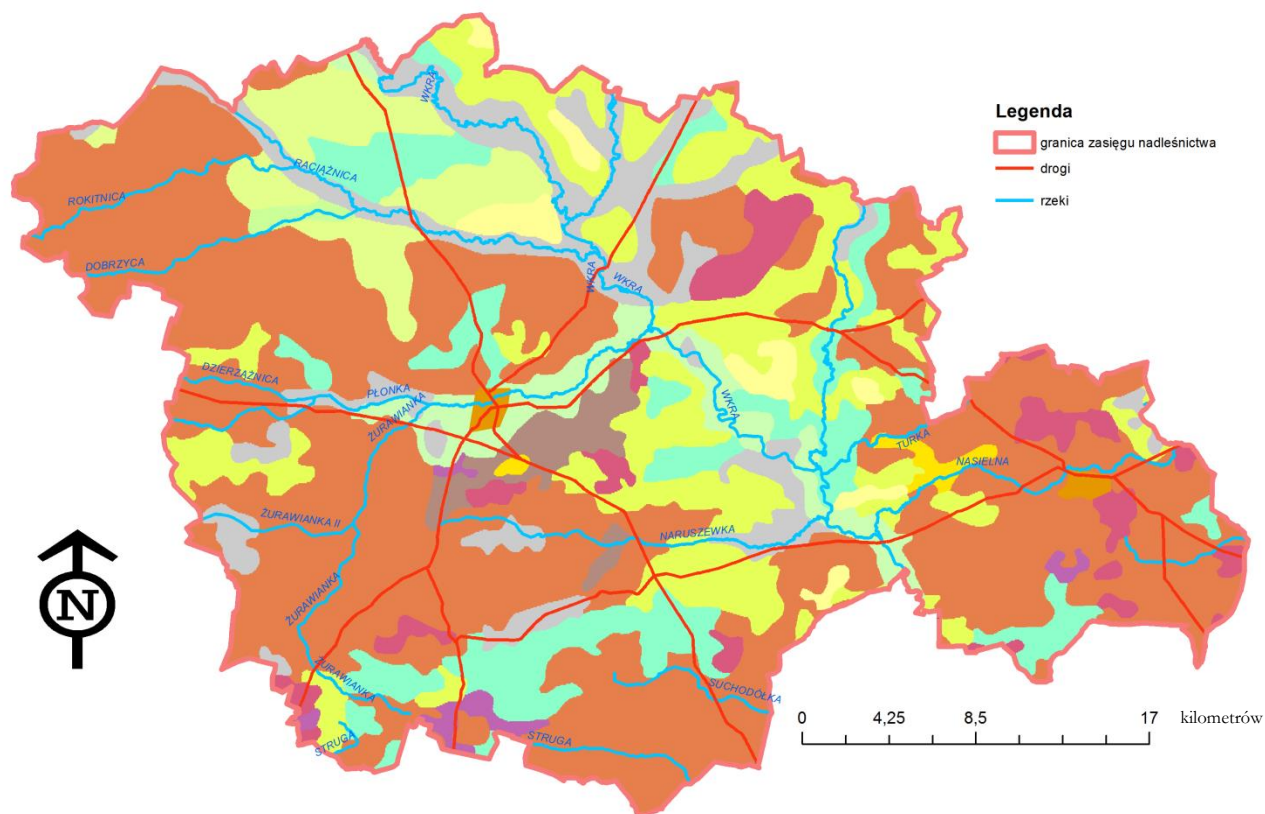 Legenda
granica zasięgu nadleśnictwa
drogi
rzeki
WKRA
RACIĄŻNICA
ROKITNICA
DOBRZYCA
WKRA
WKRA
DZIERZĄŻNICA
PŁONKA
ŻURAWIANKA
WKRA
TURKA
NASIELNA
ŻURAWIANKA II
NARUSZEWKA
ŻURAWIANKA
ŻURAWIANKA
SUCHODÓŁKA
STRUGA
STRUGA
N
0 4,25 8,5 17 kilometrów